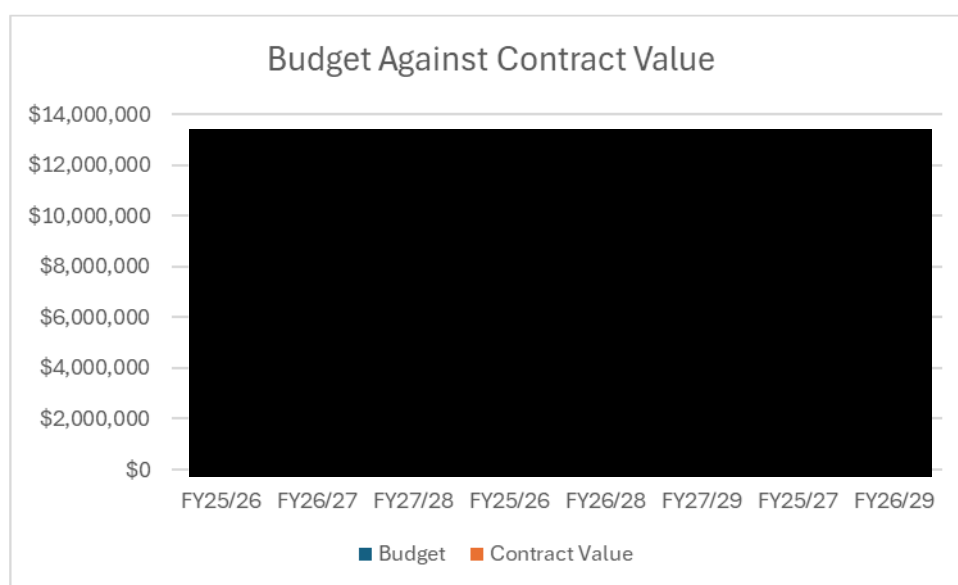 Budget Against Contract Value
$14,000,000
$12,000,000
$10,000,000
$8,000,000
$6,000,000
$4,000,000
$2,000,000
$0
FY25/26 FY26/27 FY27/28 FY25/26 FY26/28 FY27/29 FY25/27 FY26/29
Budget Contract Value